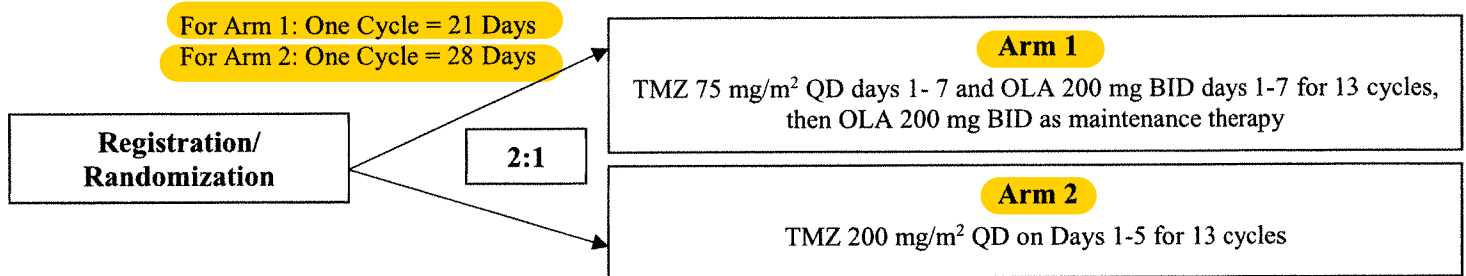 For Arm 1: One Cycle = 21 Days
For Arm 2: One Cycle = 28 Days
Registration/
Randomization
2:1
Arm 1
TMZ 75 mg/m² QD days 1- 7 and OLA 200 mg BID days 1-7 for 13 cycles,
then OLA 200 mg BID as maintenance therapy
Arm 2
TMZ 200 mg/m² QD on Days 1-5 for 13 cycles